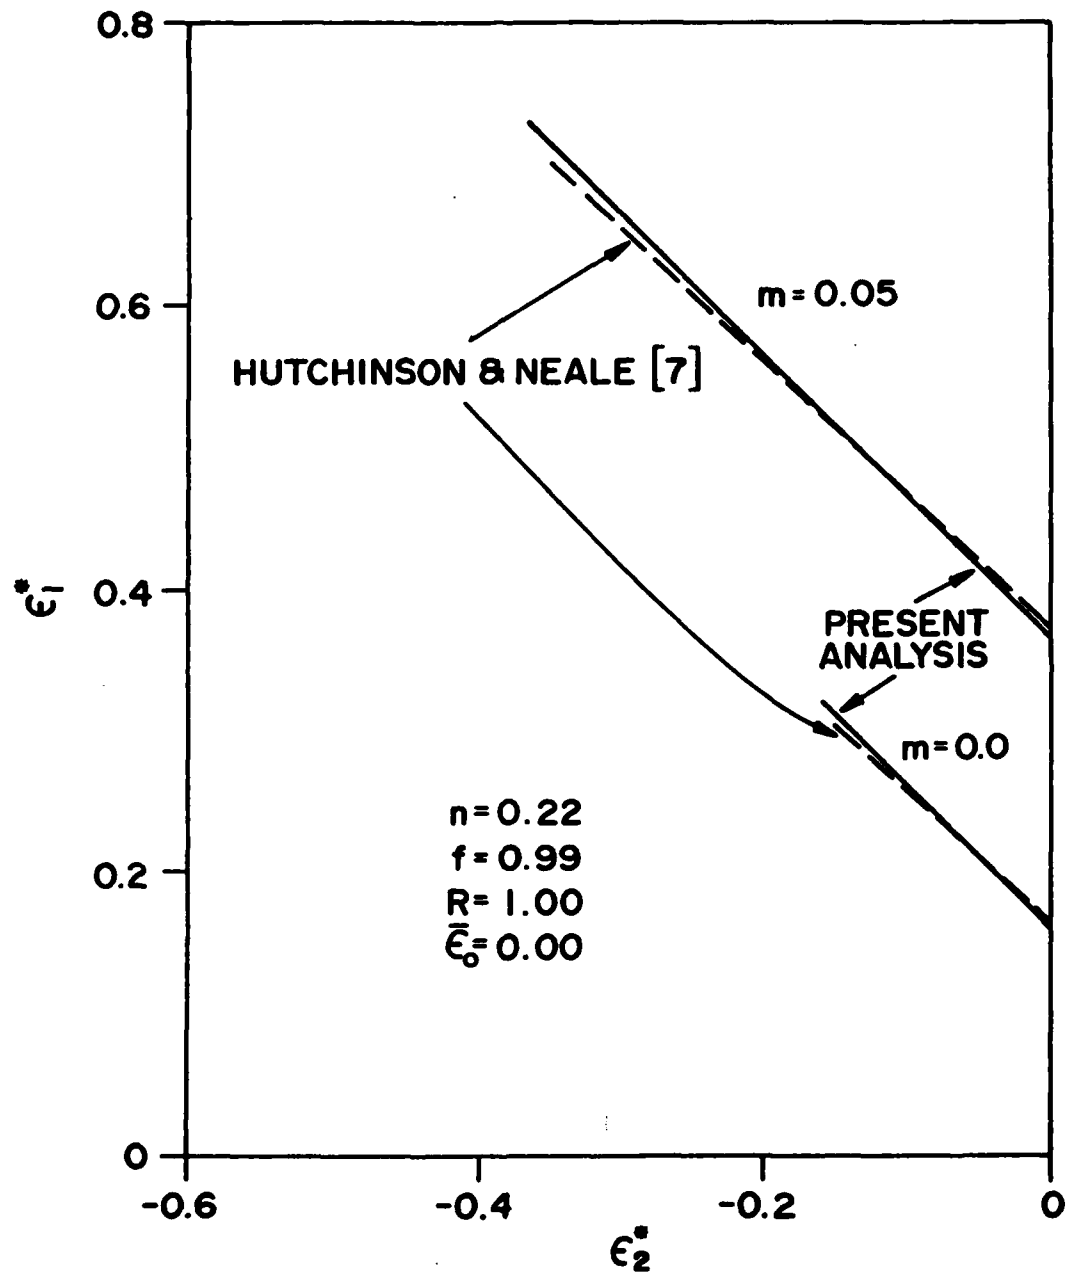 0.8
0.6
0.4
0.2
0
-0.6
-0.4
-0.2
0
ϵ₁*
ϵ₂*
m = 0.05
HUTCHINSON & NEALE [7]
PRESENT
ANALYSIS
m = 0.0
n = 0.22
f = 0.99
R = 1.00
ϵ̄₀ = 0.00